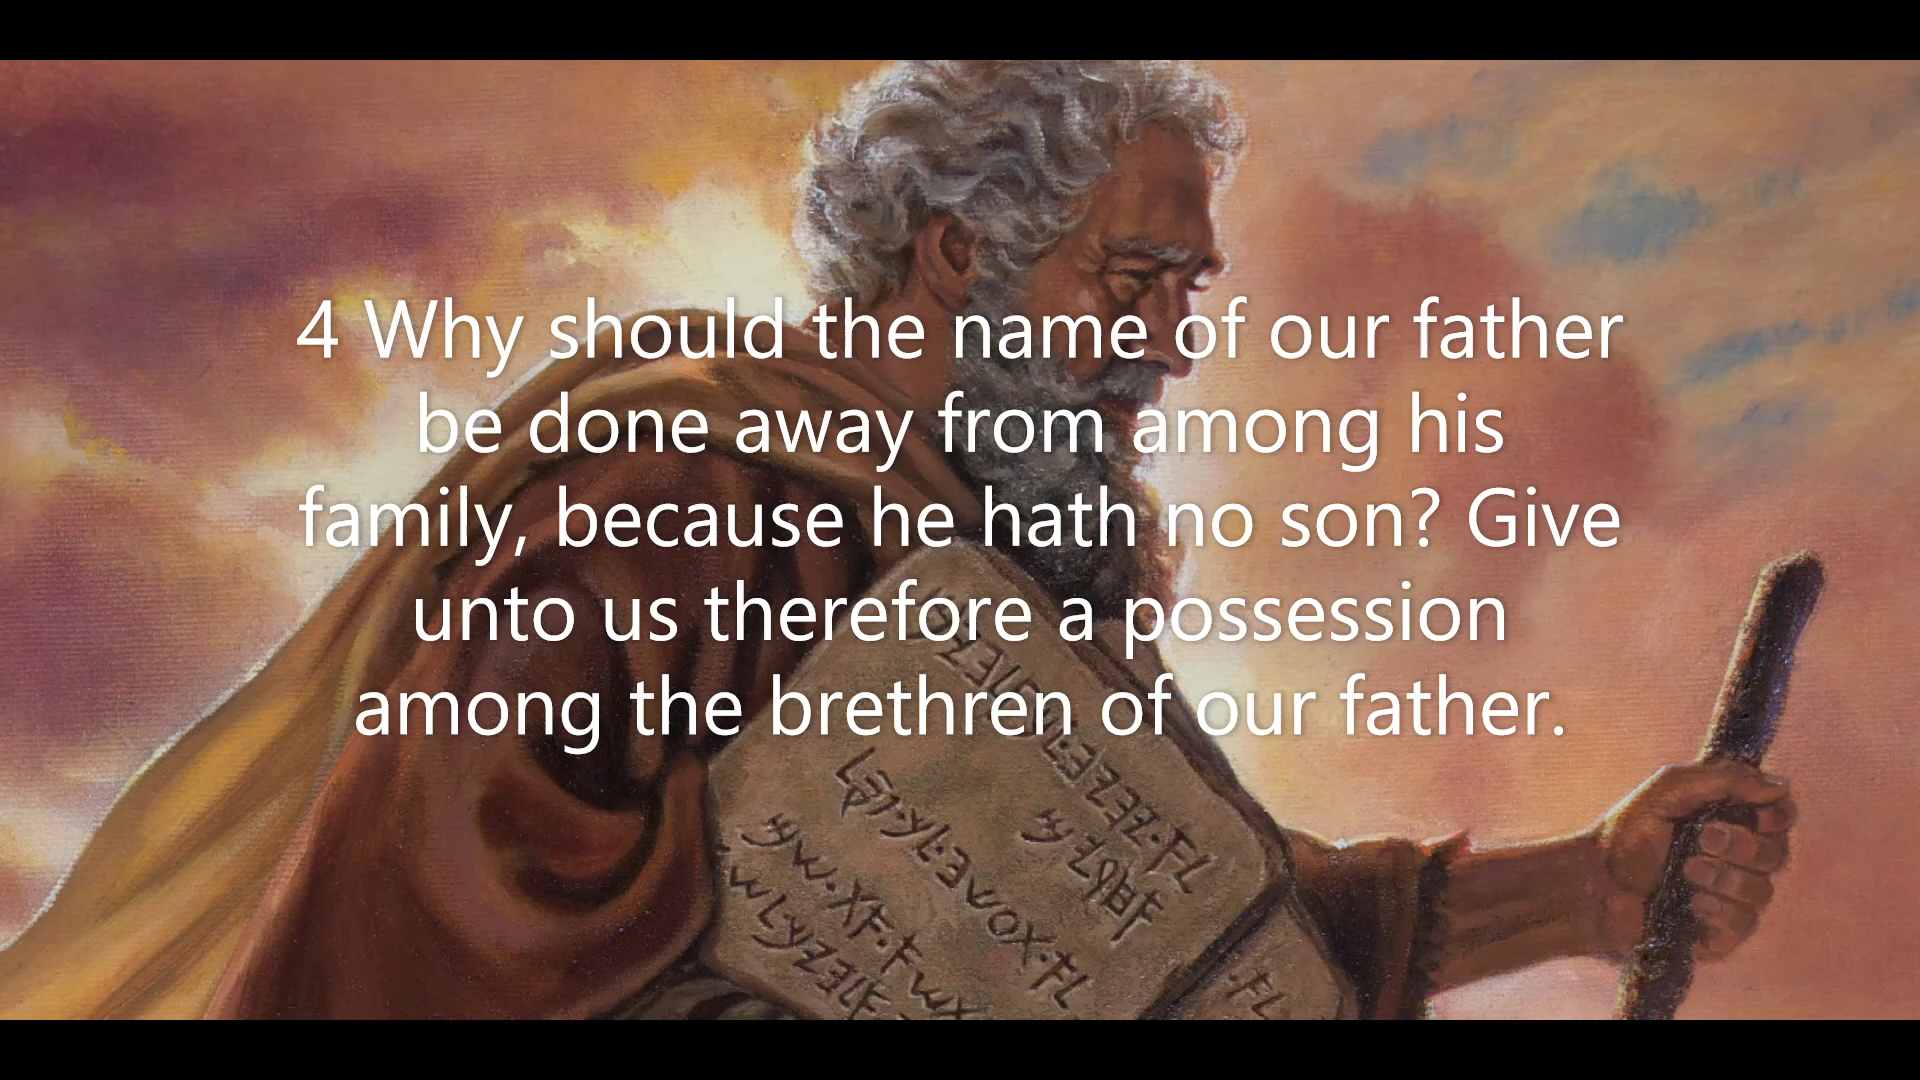 4 Why should the name of our father
be done away from among his
family, because he hath no son? Give
unto us therefore a possession
among the brethren of our father.